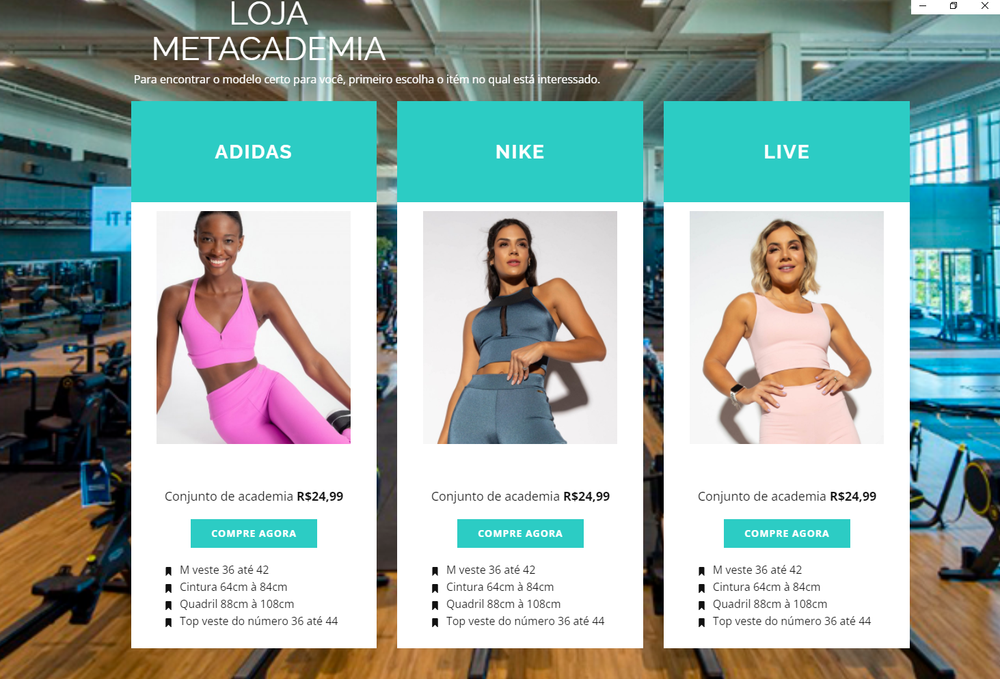 LOJA
METACADEMIA
Para encontrar o modelo certo para você, primeiro escolha o itém no qual está interessado.
ADIDAS
NIKE
LIVE
IT F
Conjunto de academia R$24,99
Conjunto de academia R$24,99
Conjunto de academia R$24,99
COMPRE AGORA
COMPRE AGORA
COMPRE AGORA
M veste 36 até 42
Cintura 64cm à 84cm
Quadril 88cm à 108cm
Top veste do número 36 até 44
M veste 36 até 42
Cintura 64cm à 84cm
Quadril 88cm à 108cm
Top veste do número 36 até 44
M veste 36 até 42
Cintura 64cm à 84cm
Quadril 88cm à 108cm
Top veste do número 36 até 44